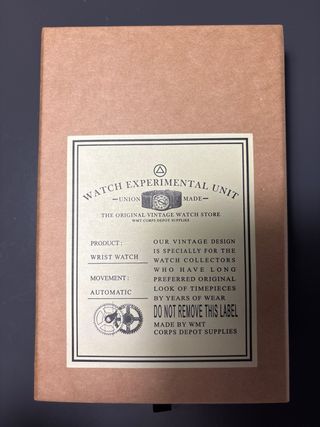 WATCH EXPERIMENTAL UNIT
UNION MADE
THE ORIGINAL VINTAGE WATCH STORE
WMT CORPS DEPOT SUPPLIES
PRODUCT:
WRIST WATCH
MOVEMENT:
AUTOMATIC
OUR VINTAGE DESIGN
IS SPECIALLY FOR THE
WATCH COLLECTORS
WHO HAVE LONG
PREFERRED ORIGINAL
LOOK OF TIMEPIECES
BY YEARS OF WEAR
DO NOT REMOVE THIS LABEL
MADE BY WMT
CORPS DEPOT SUPPLIES